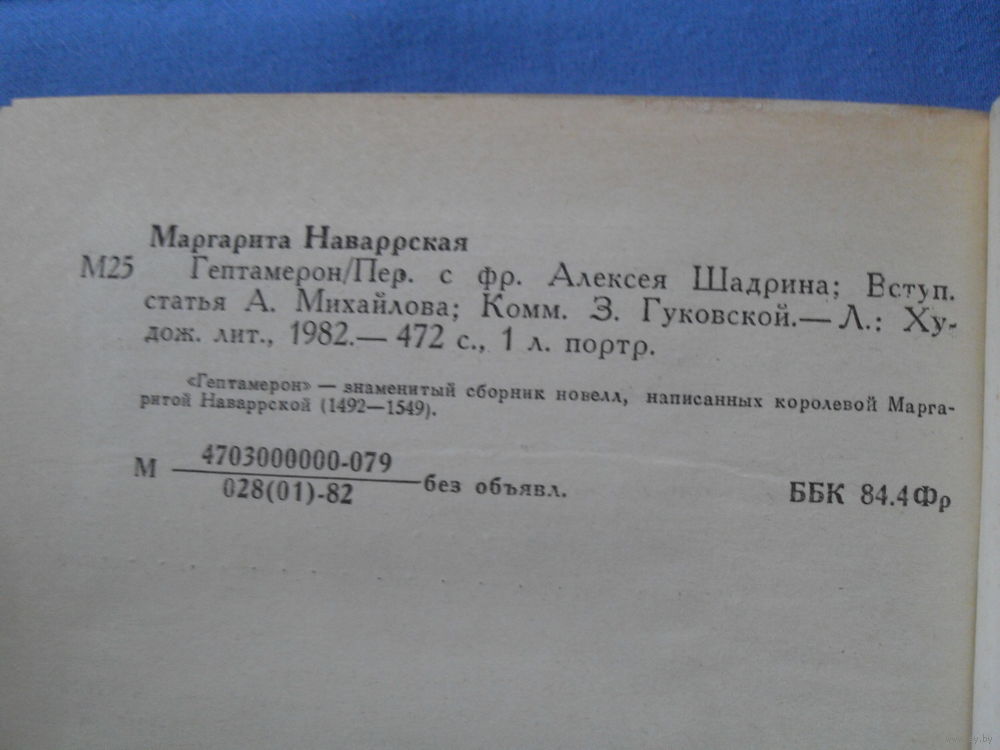 Маргарита Наваррская
М25 Гептамерон/Пер. с фр. Алексея Шадрина; Вступ.
статья А. Михайлова; Комм. З. Гуковской.— Л.: Ху-
дож. лит., 1982.— 472 с., 1 л. портр.
«Гептамерон» — знаменитый сборник новелл, написанных королевой Марга-
ритой Наваррской (1492—1549).
М 4703000000-079
028(01)-82 без объявл.
ББК 84.4Фр